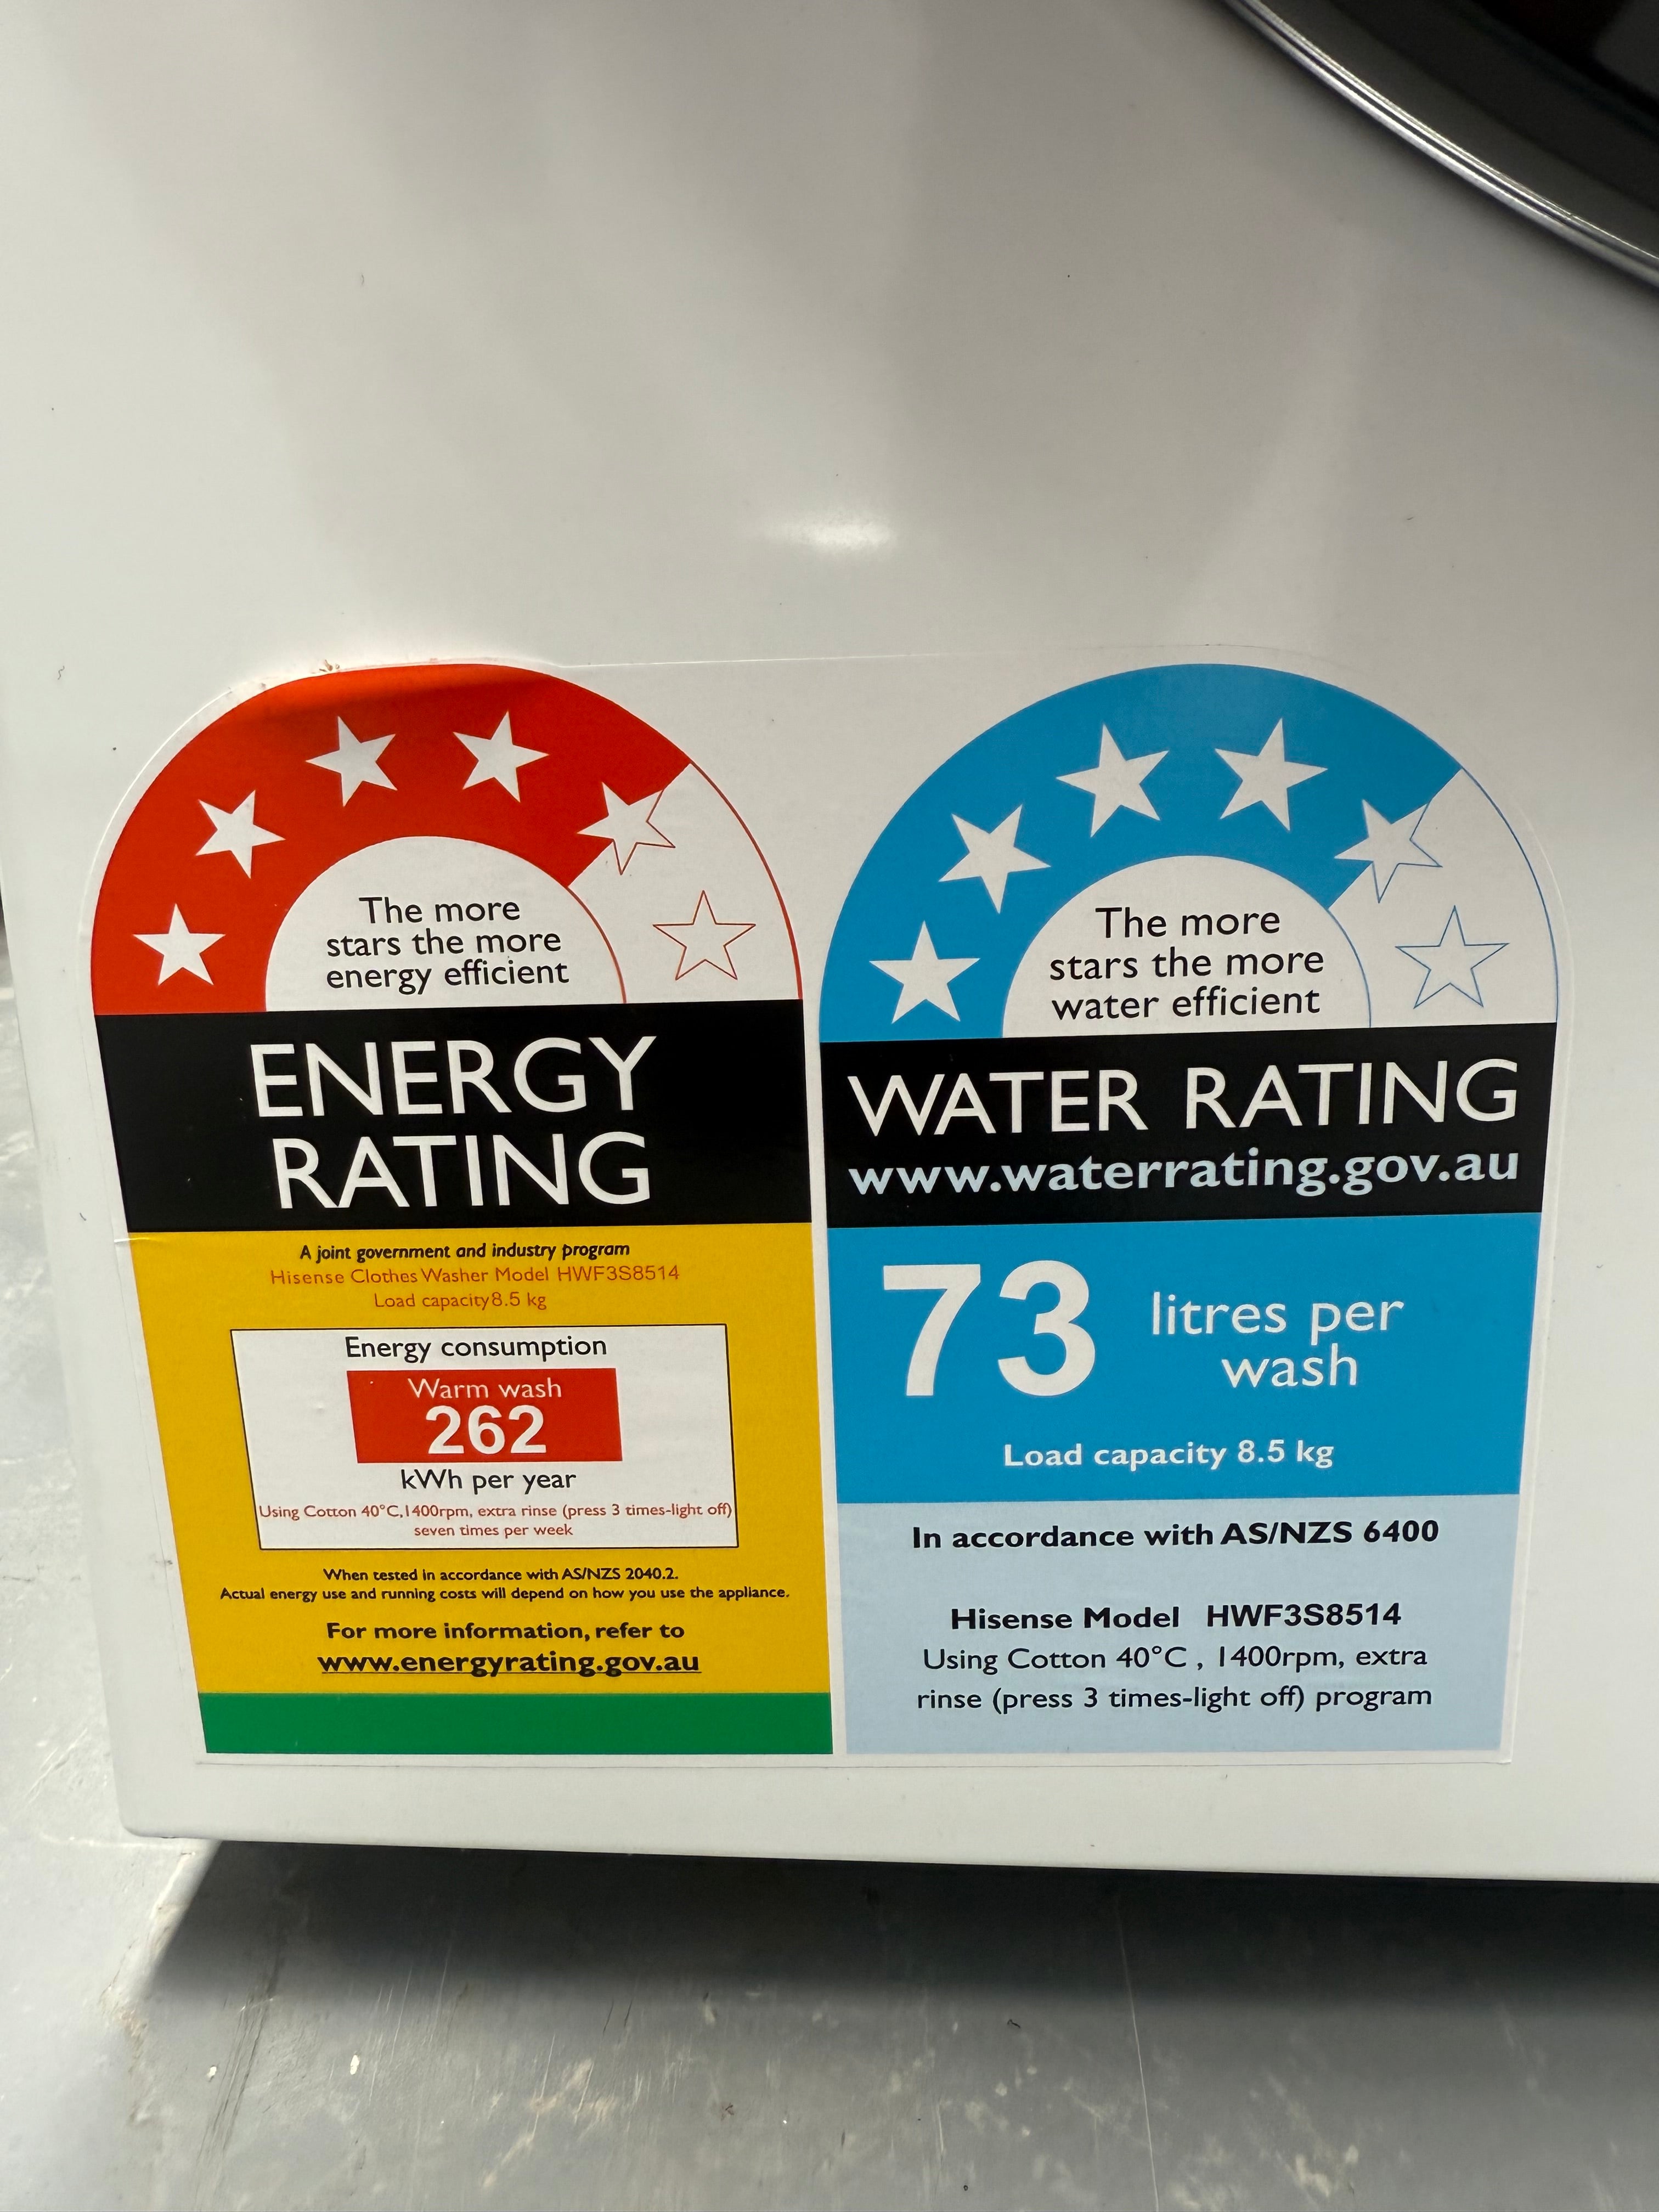 The more
stars the more
energy efficient
ENERGY
RATING
A joint government and industry program
Hisense Clothes Washer Model HWF3S8514
Load capacity 8.5 kg
Energy consumption
Warm wash
262
kWh per year
Using Cotton 40°C,1400rpm, extra rinse (press 3 times-light off)
seven times per week
When tested in accordance with AS/NZS 2040.2.
Actual energy use and running costs will depend on how you use the appliance.
For more information, refer to
www.energyrating.gov.au
The more
stars the more
water efficient
WATER RATING
www.waterrating.gov.au
73 litres per
wash
Load capacity 8.5 kg
In accordance with AS/NZS 6400
Hisense Model HWF3S8514
Using Cotton 40°C , 1400rpm, extra
rinse (press 3 times-light off) program